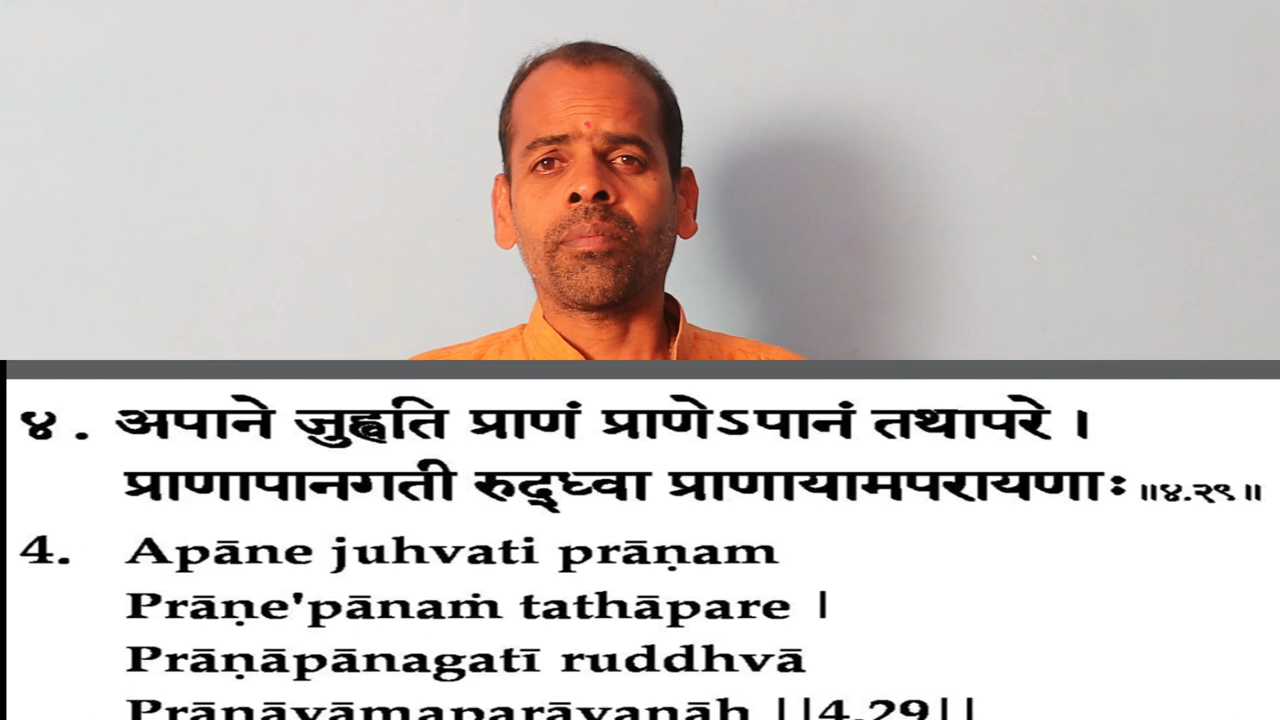 ४. अपाने जुह्वति प्राणं प्राणेऽपानं तथापरे ।
प्राणापानगती रुद्ध्वा प्राणायामपरायणाः ॥४.२९॥
4. Apāne juhvati prāṇam
Prāṇe'pānaṁ tathāpare |
Prāṇāpānagatī ruddhvā
Prāṇāyāmaparāyaṇāḥ ||4.29||